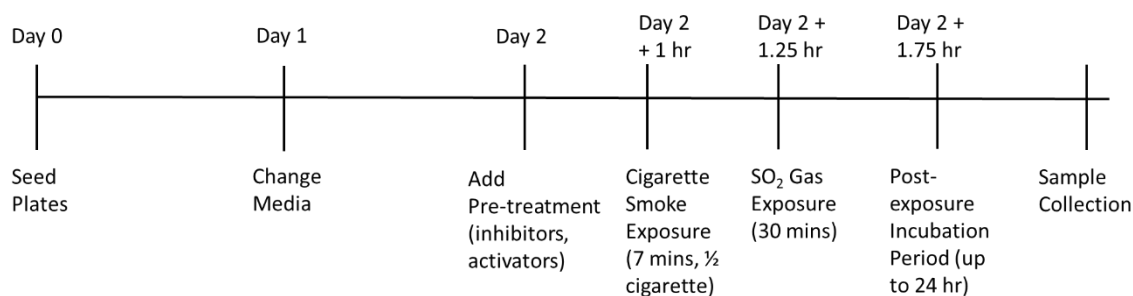 Day 0
Day 1
Day 2
Day 2
+ 1 hr
Day 2 +
1.25 hr
Day 2 +
1.75 hr
Seed
Plates
Change
Media
Add
Pre-treatment
(inhibitors,
activators)
Cigarette
Smoke
Exposure
(7 mins, ½
cigarette)
SO₂ Gas
Exposure
(30 mins)
Post-
exposure
Incubation
Period (up
to 24 hr)
Sample
Collection